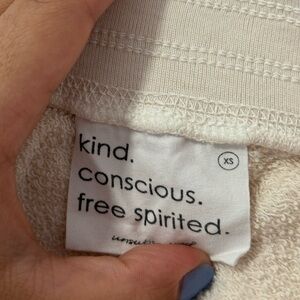 kind.
XS
conscious.
free spirited.